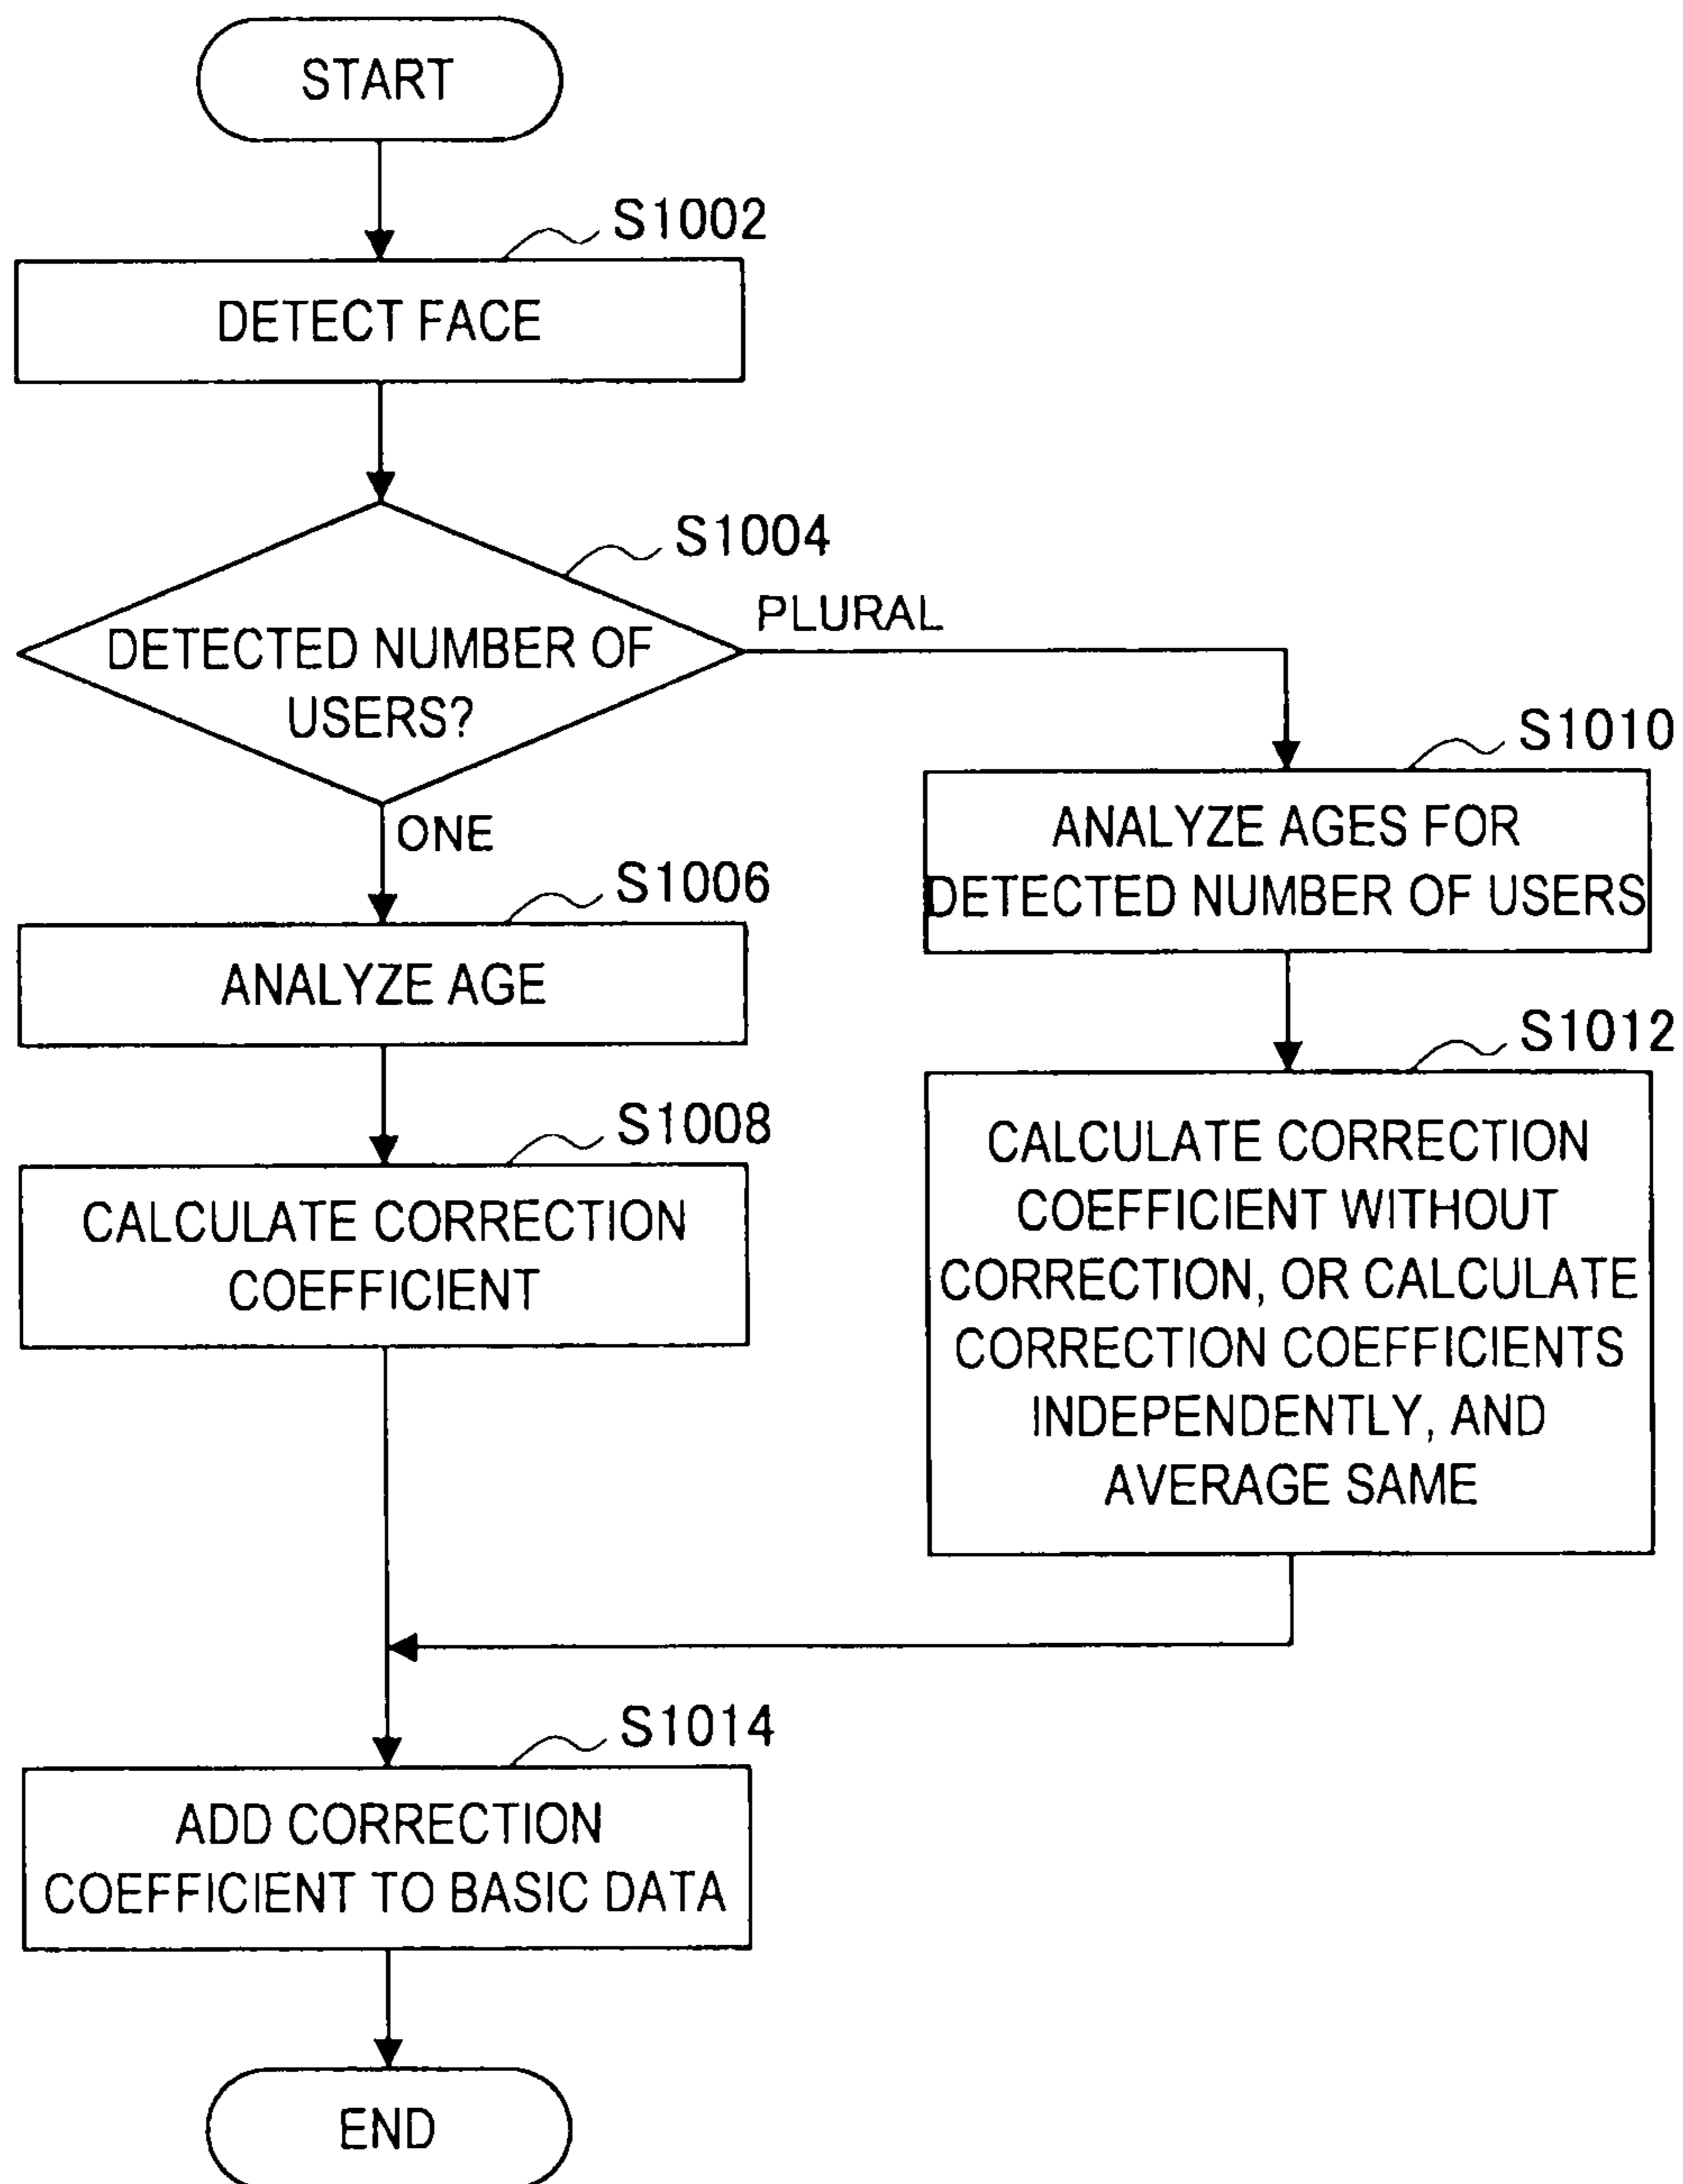 START
S1002
DETECT FACE
S1004
PLURAL
DETECTED NUMBER OF
USERS?
ONE
S1006
ANALYZE AGE
S1008
CALCULATE CORRECTION
COEFFICIENT
S1010
ANALYZE AGES FOR
DETECTED NUMBER OF USERS
S1012
CALCULATE CORRECTION
COEFFICIENT WITHOUT
CORRECTION, OR CALCULATE
CORRECTION COEFFICIENTS
INDEPENDENTLY, AND
AVERAGE SAME
S1014
ADD CORRECTION
COEFFICIENT TO BASIC DATA
END